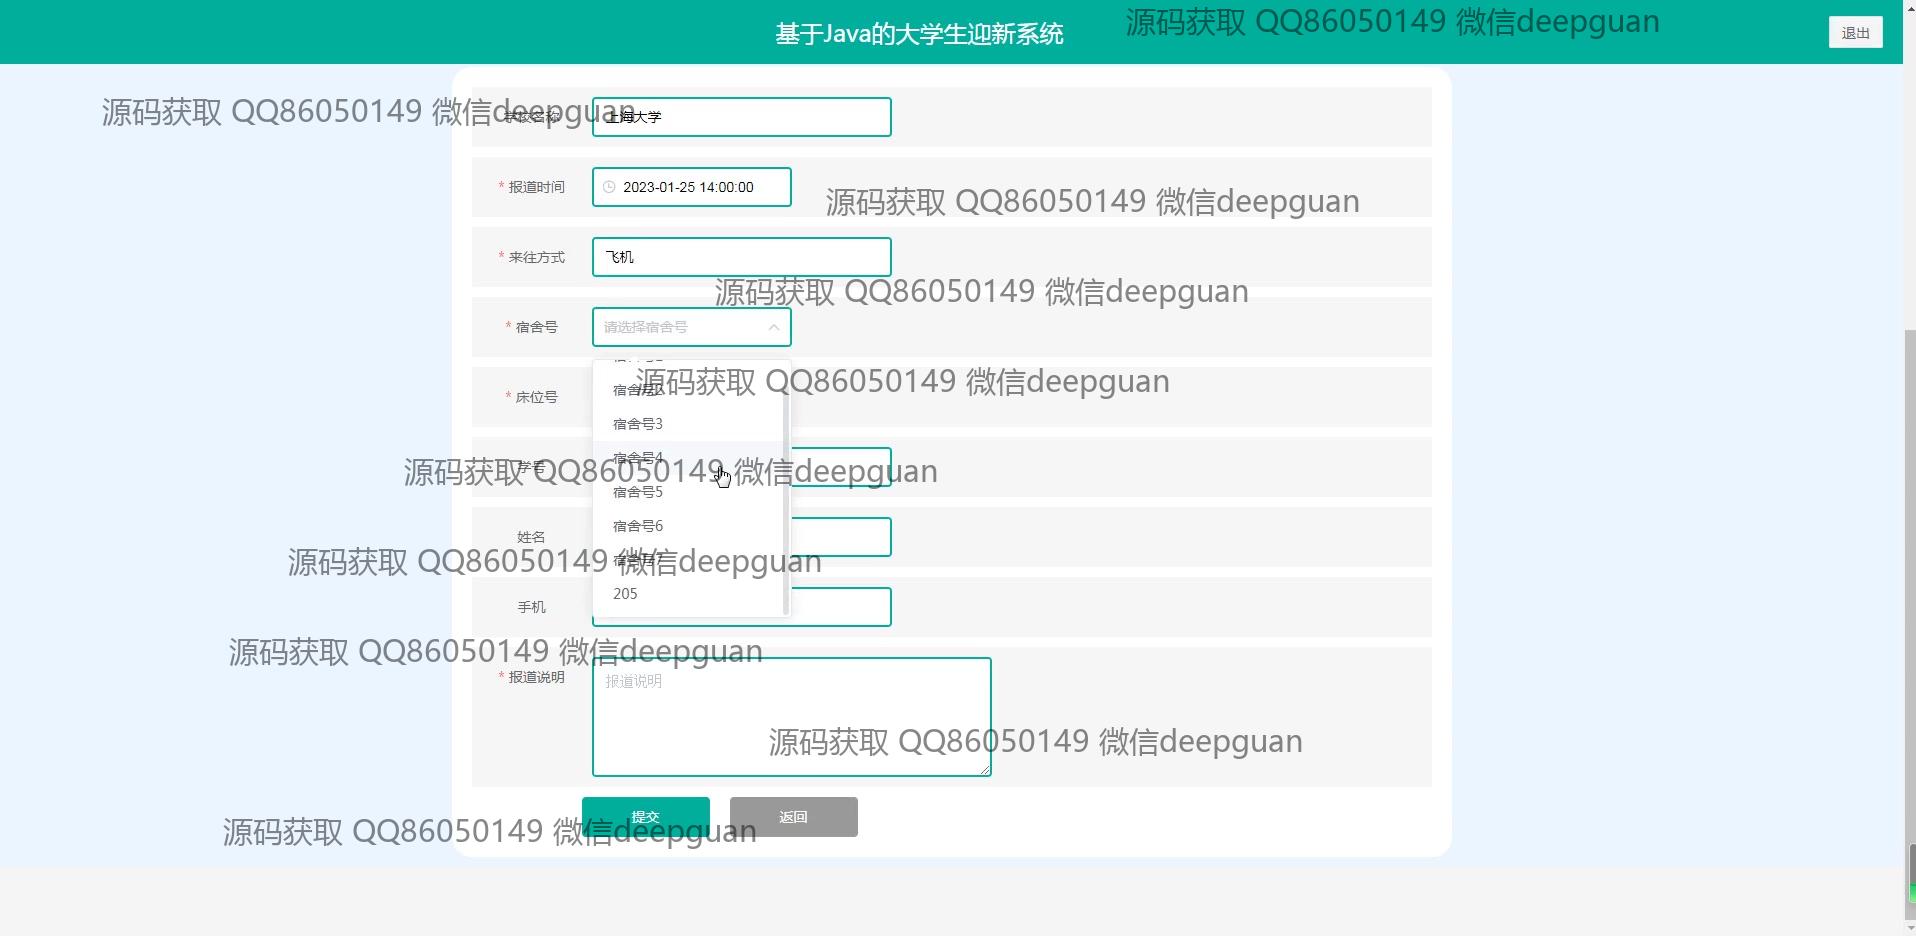 基于Java的大学生迎新系统
源码获取 QQ86050149 微信deepguan
退出
源码获取 QQ86050149 微信deepguan
学校名称
上海大学
* 报道时间
2023-01-25 14:00:00
源码获取 QQ86050149 微信deepguan
* 来往方式
飞机
源码获取 QQ86050149 微信deepguan
* 宿舍号
请选择宿舍号
源码获取 QQ86050149 微信deepguan
* 床位号
宿舍号2
宿舍号3
宿舍号4
源码获取 QQ86050149 微信deepguan
学号
宿舍号5
宿舍号6
姓名
宿舍号7
源码获取 QQ86050149 微信deepguan
205
手机
源码获取 QQ86050149 微信deepguan
* 报道说明
报道说明
源码获取 QQ86050149 微信deepguan
提交
返回
源码获取 QQ86050149 微信deepguan